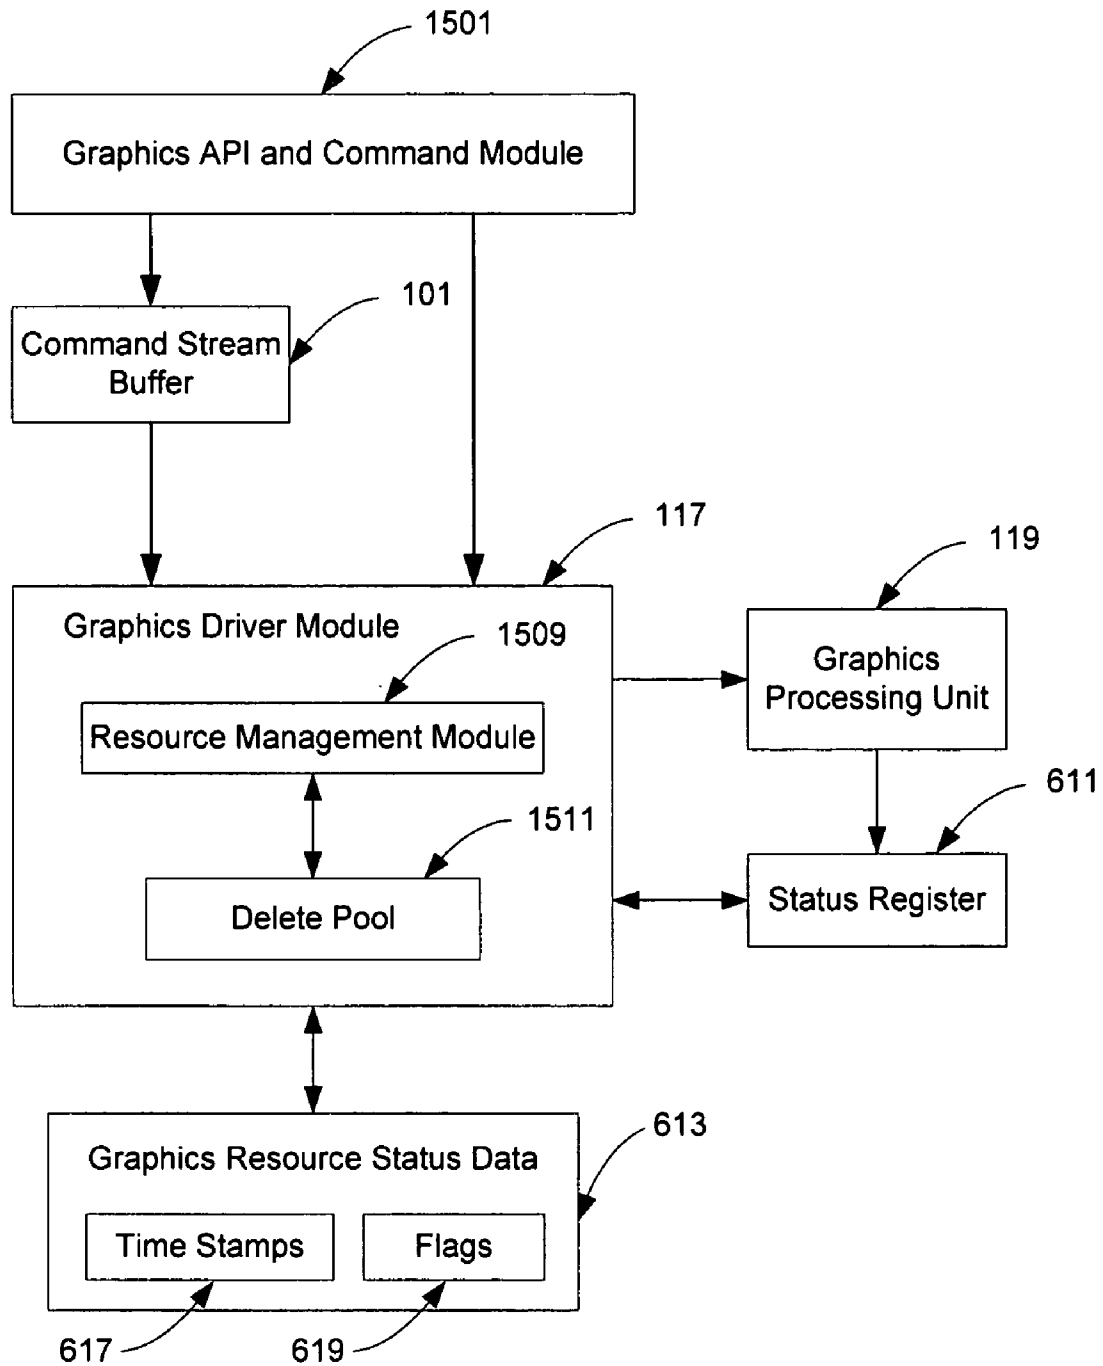 1501
Graphics API and Command Module
101
Command Stream
Buffer
117
119
Graphics Driver Module
1509
Graphics
Processing Unit
Resource Management Module
611
1511
Status Register
Delete Pool
613
Graphics Resource Status Data
Time Stamps
Flags
617
619